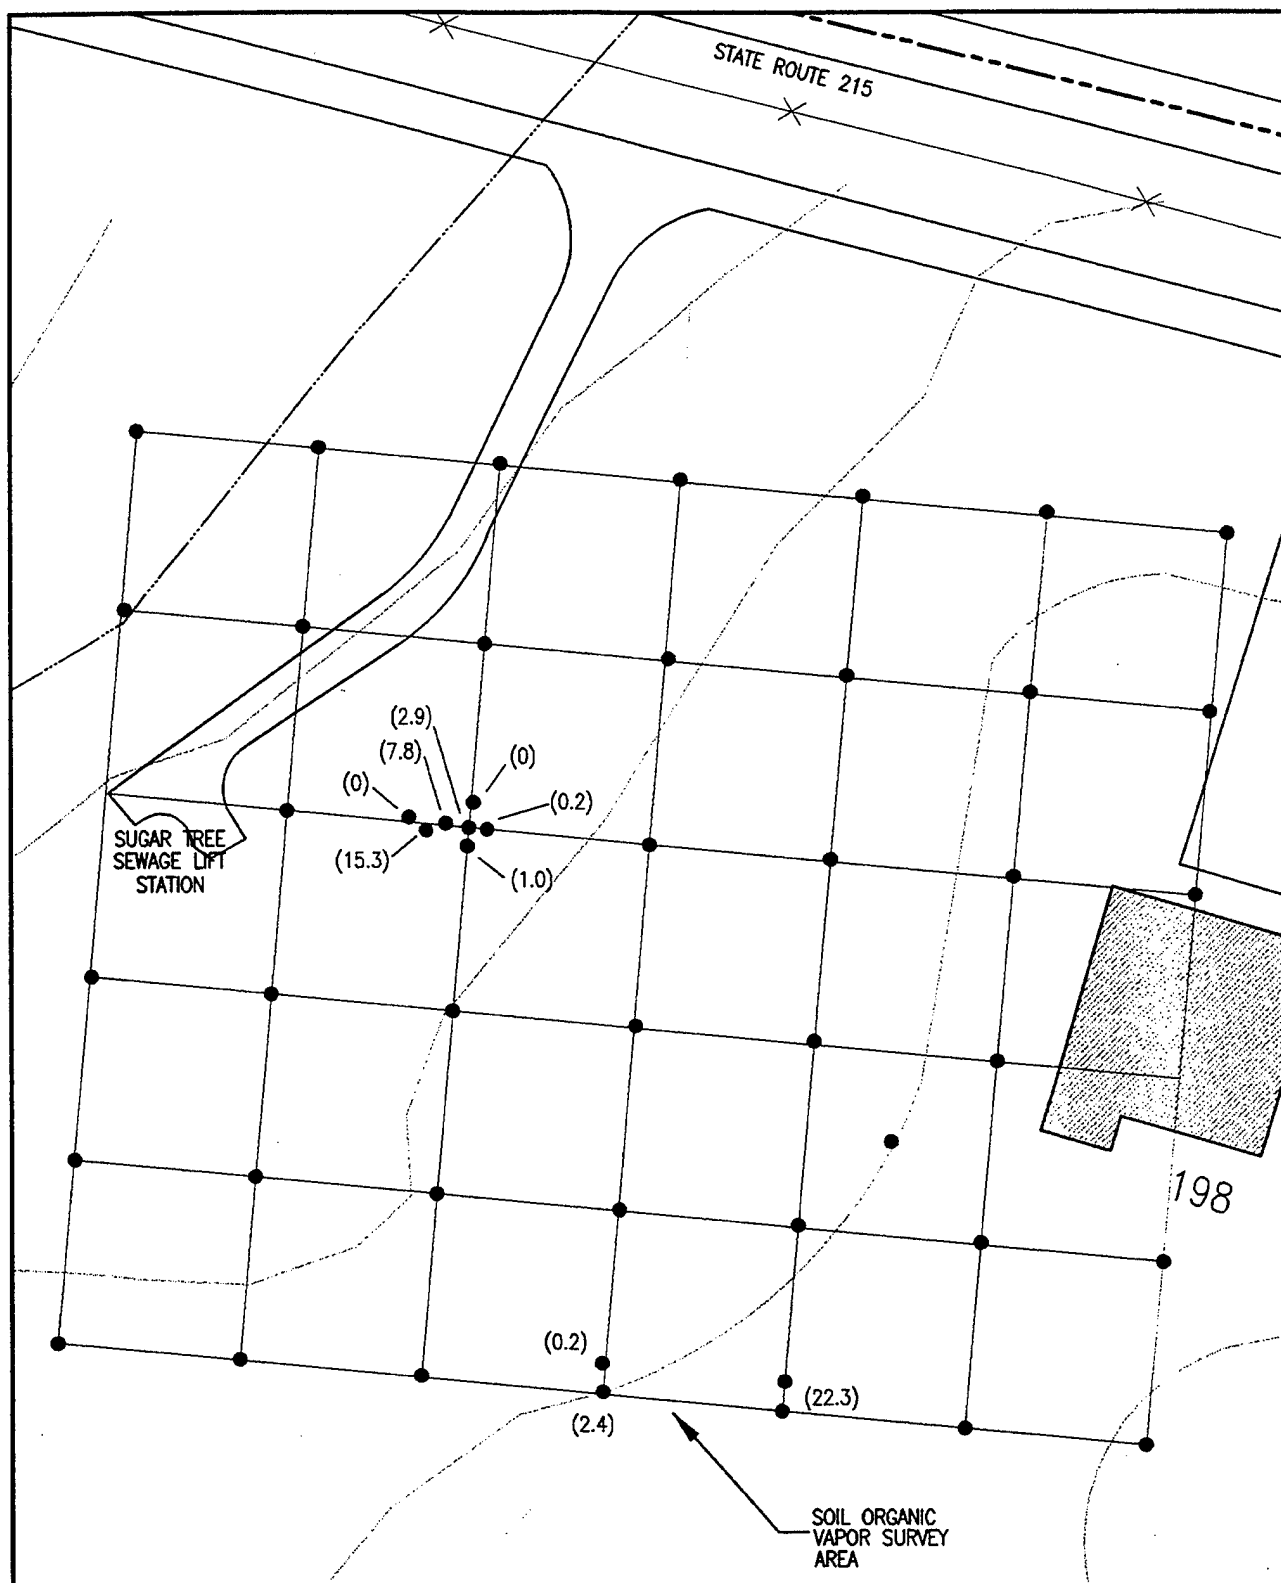 STATE ROUTE 215
(2.9)
(7.8)
(0)
(0)
(0.2)
(15.3)
(1.0)
SUGAR TREE
SEWAGE LIFT
STATION
198
(0.2)
(22.3)
(2.4)
SOIL ORGANIC
VAPOR SURVEY
AREA